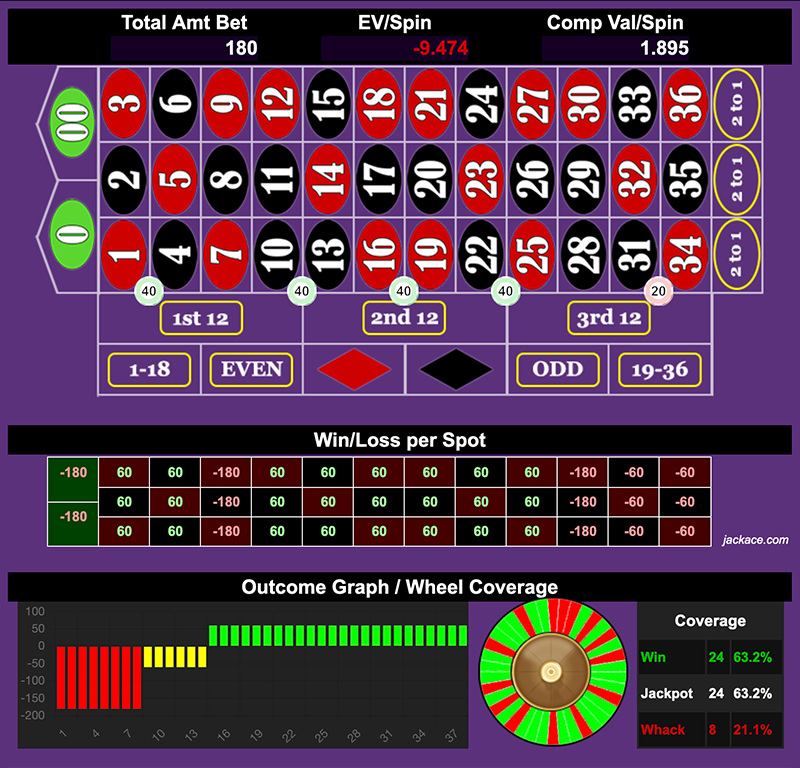 Total Amt Bet EV/Spin Comp Val/Spin
180 -9.474 1.895
00 3 6 9 12 15 18 21 24 27 30 33 36 2 to 1
2 5 8 11 14 17 20 23 26 29 32 35 2 to 1
0 1 4 7 10 13 16 19 22 25 28 31 34 2 to 1
40 40 40 40 20
1st 12 2nd 12 3rd 12
1-18 EVEN ODD 19-36
Win/Loss per Spot
-180 60 60 -180 60 60 60 60 60 60 -180 -60 -60
60 60 -180 60 60 60 60 60 60 -180 -60 -60
-180 60 60 -180 60 60 60 60 60 60 -180 -60 -60
jackace.com
Outcome Graph / Wheel Coverage
100
50
0
-50
-100
-150
-200
1 4 7 10 13 16 19 22 25 28 31 34 37
Coverage
Win 24 63.2%
Jackpot 24 63.2%
Whack 8 21.1%